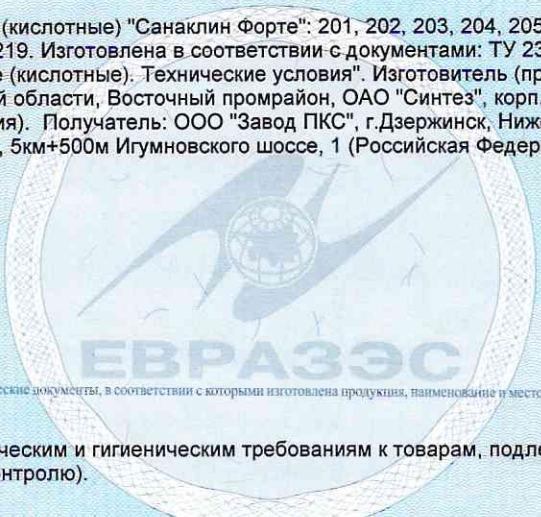 (кислотные) "Санаклин Форте": 201, 202, 203, 204, 205
219. Изготовлена в соответствии с документами: ТУ 23
е (кислотные). Технические условия". Изготовитель (пр
й области, Восточный промрайон, ОАО "Синтез", корп.
ия). Получатель: ООО "Завод ПКС", г.Дзержинск, Ниж
, 5км+500м Игумновского шоссе, 1 (Российская Федер
ЕВРАЗЭС
еские документы, в соответствии с которыми изготовлена продукция, наименование и место
ическим и гигиеническим требованиям к товарам, подле
онтролю).